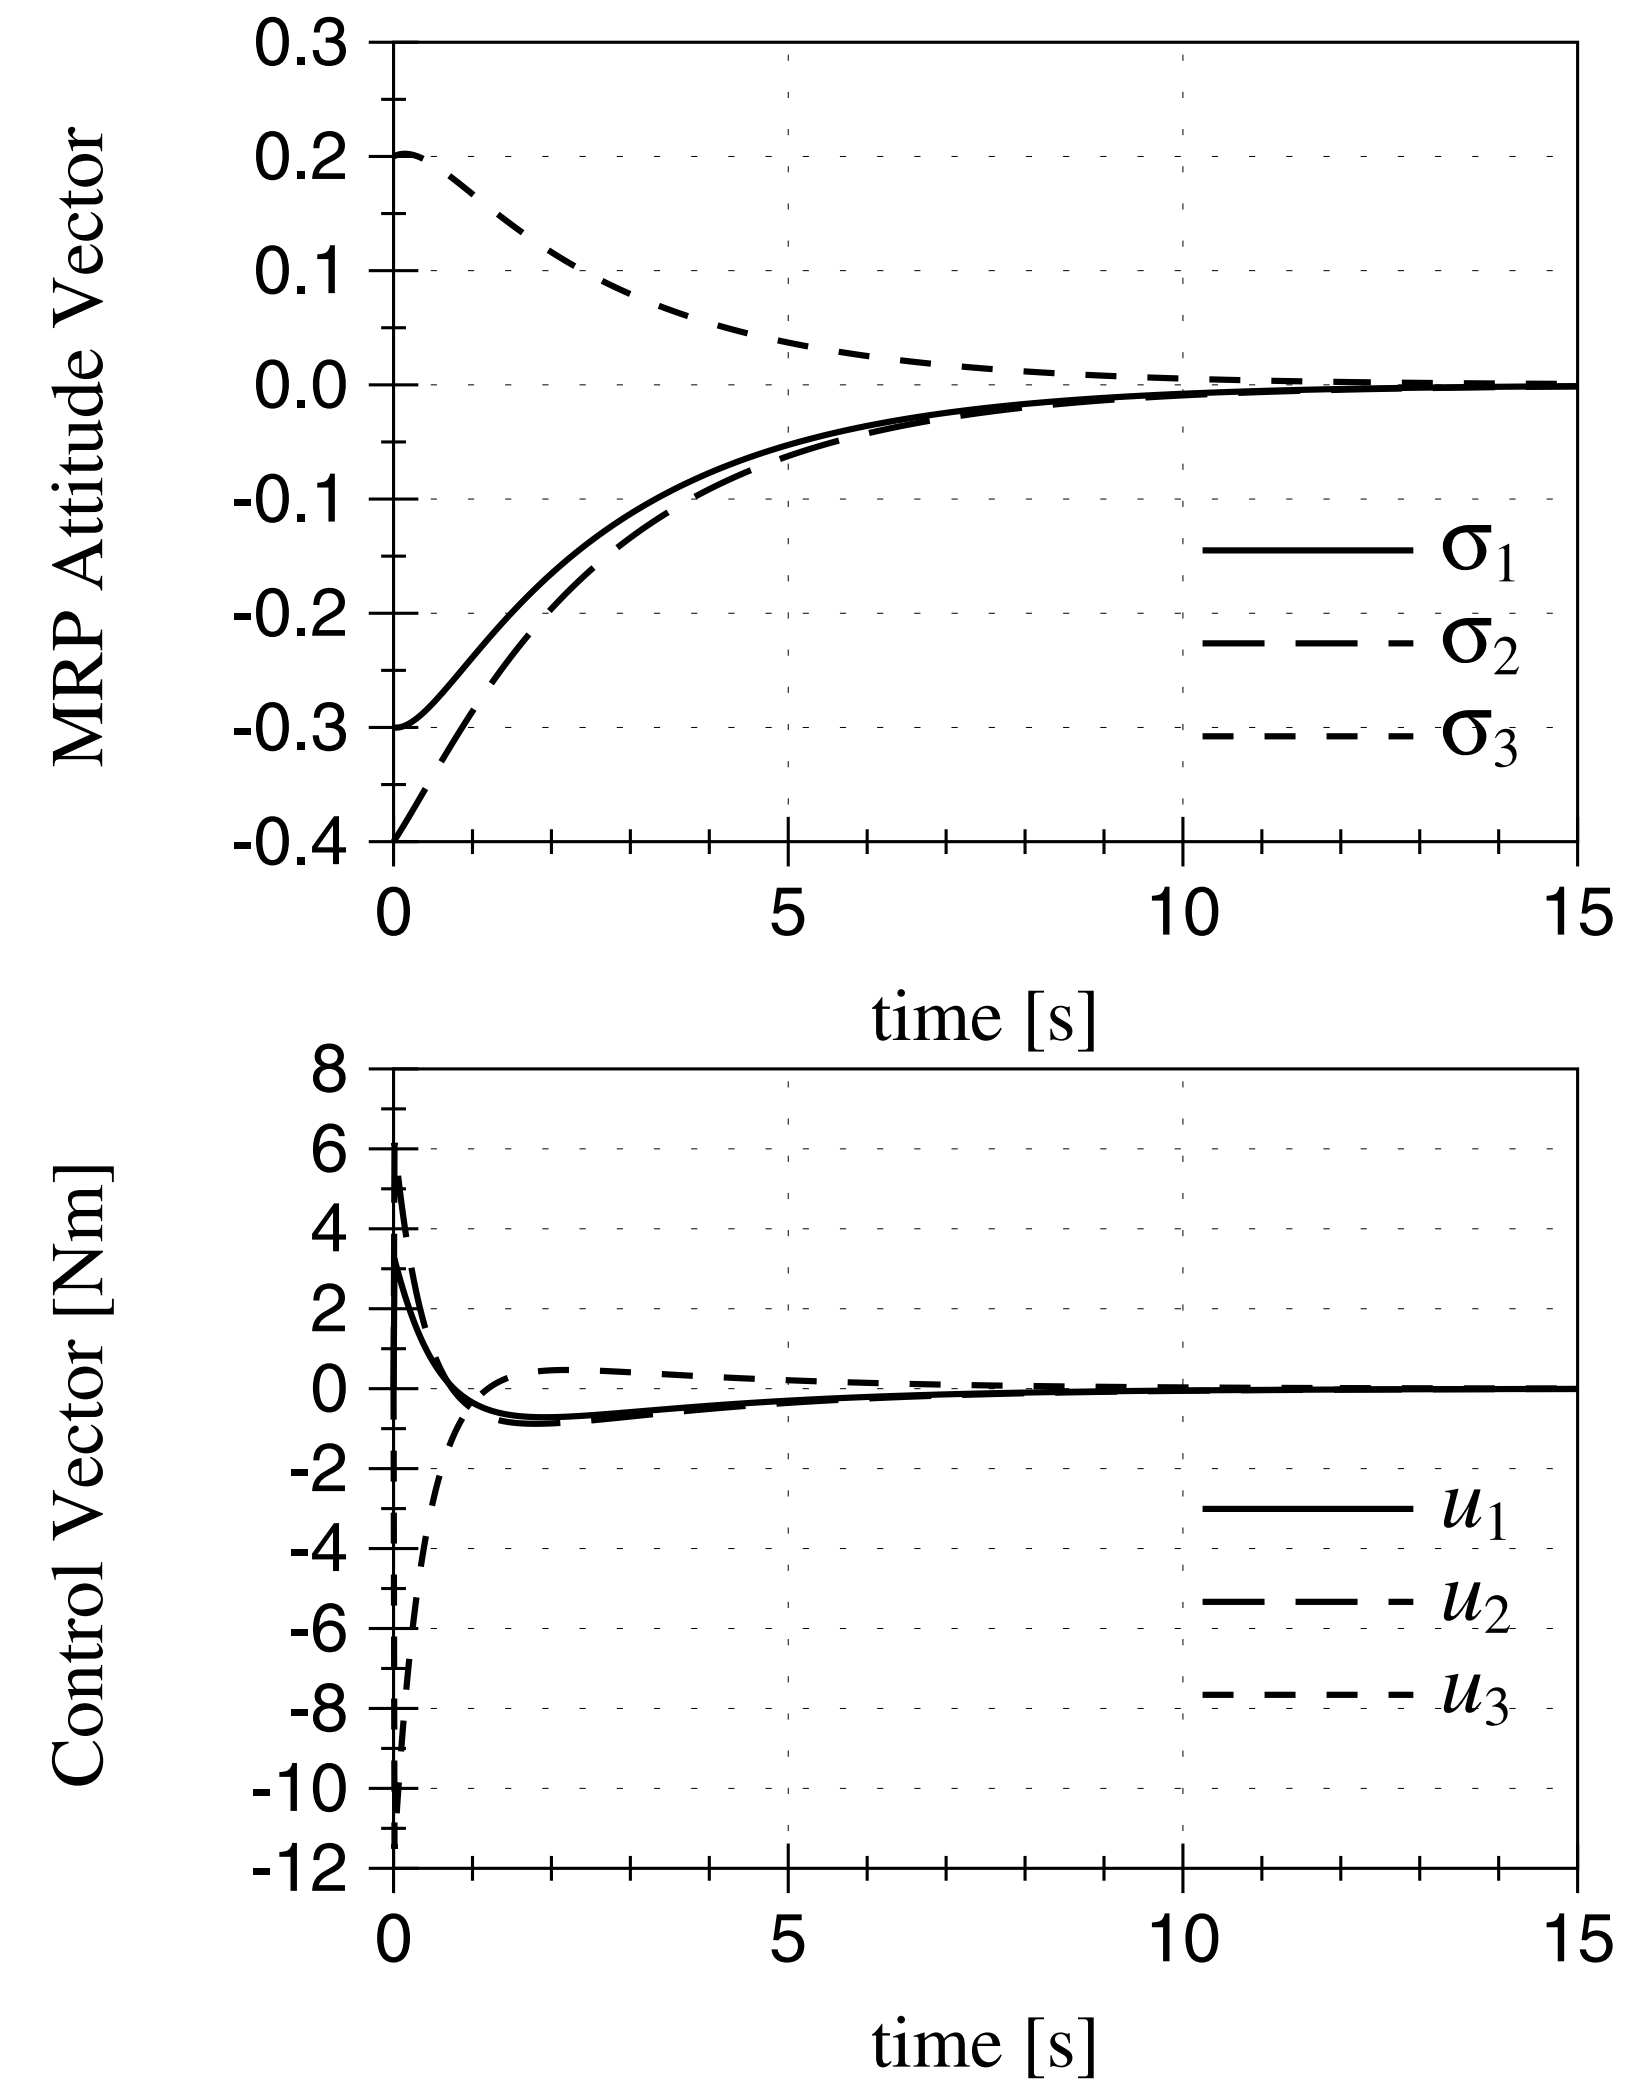 MRP Attitude Vector
0.3
0.2
0.1
0.0
-0.1
-0.2
-0.3
-0.4
σ1
σ2
σ3
0 5 10 15
time [s]
Control Vector [Nm]
8
6
4
2
0
-2
-4
-6
-8
-10
-12
u1
u2
u3
0 5 10 15
time [s]